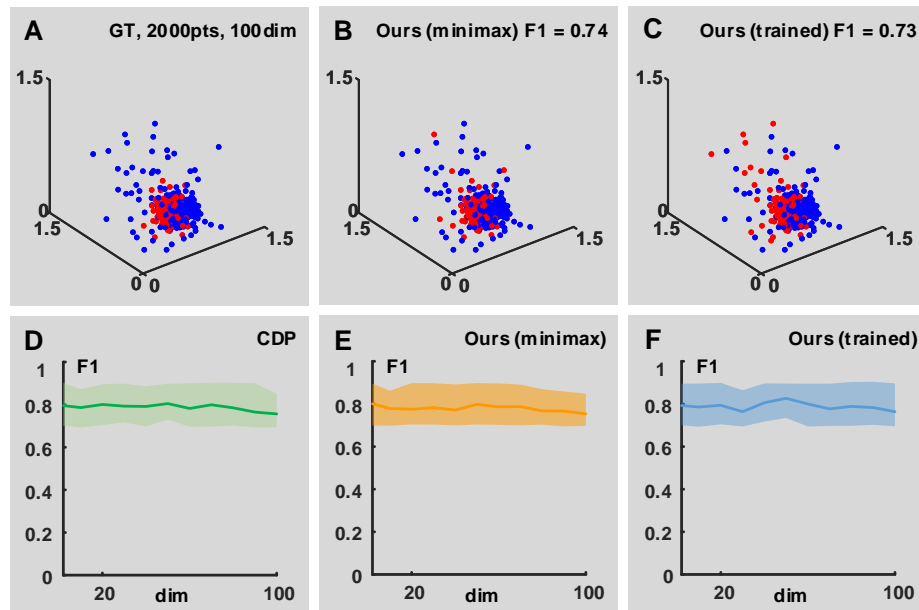 A GT, 2000pts, 100dim
1.5
0
1.5
0 0
1.5
B Ours (minimax) F1 = 0.74
1.5
0
1.5
0 0
1.5
C Ours (trained) F1 = 0.73
1.5
0
1.5
0 0
1.5
D CDP
F1
1
0.8
0.6
0.4
0.2
0
20 dim 100
E Ours (minimax)
F1
1
0.8
0.6
0.4
0.2
0
20 dim 100
F Ours (trained)
F1
1
0.8
0.6
0.4
0.2
0
20 dim 100